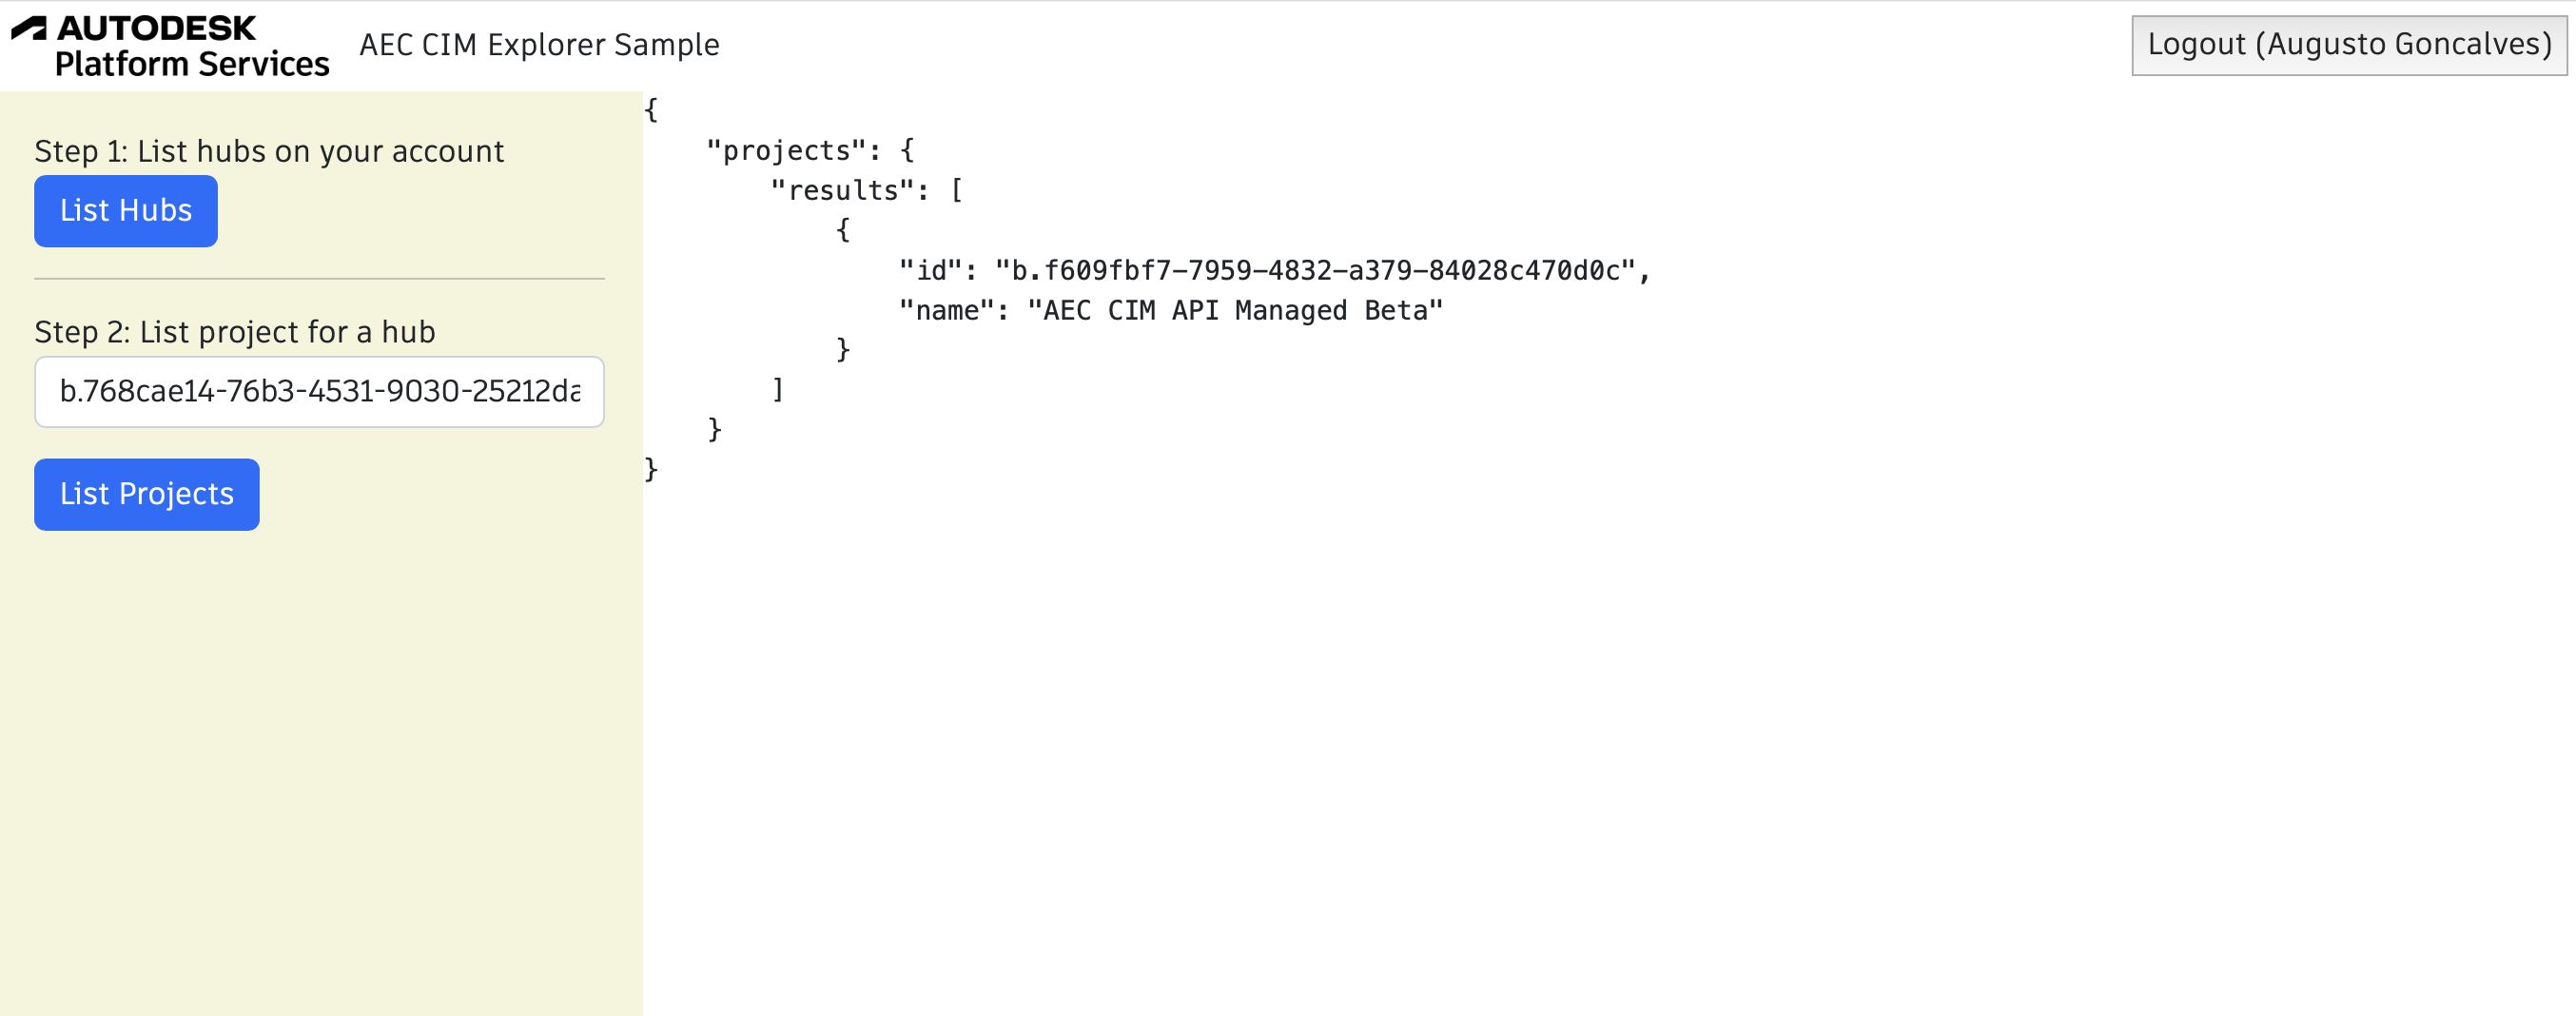 AUTODESK
Platform Services
AEC CIM Explorer Sample
Logout (Augusto Goncalves)
Step 1: List hubs on your account
List Hubs
Step 2: List project for a hub
b.768cae14-76b3-4531-9030-25212da
List Projects
{
"projects": {
"results": [
{
"id": "b.f609fbf7-7959-4832-a379-84028c470d0c",
"name": "AEC CIM API Managed Beta"
}
]
}
}